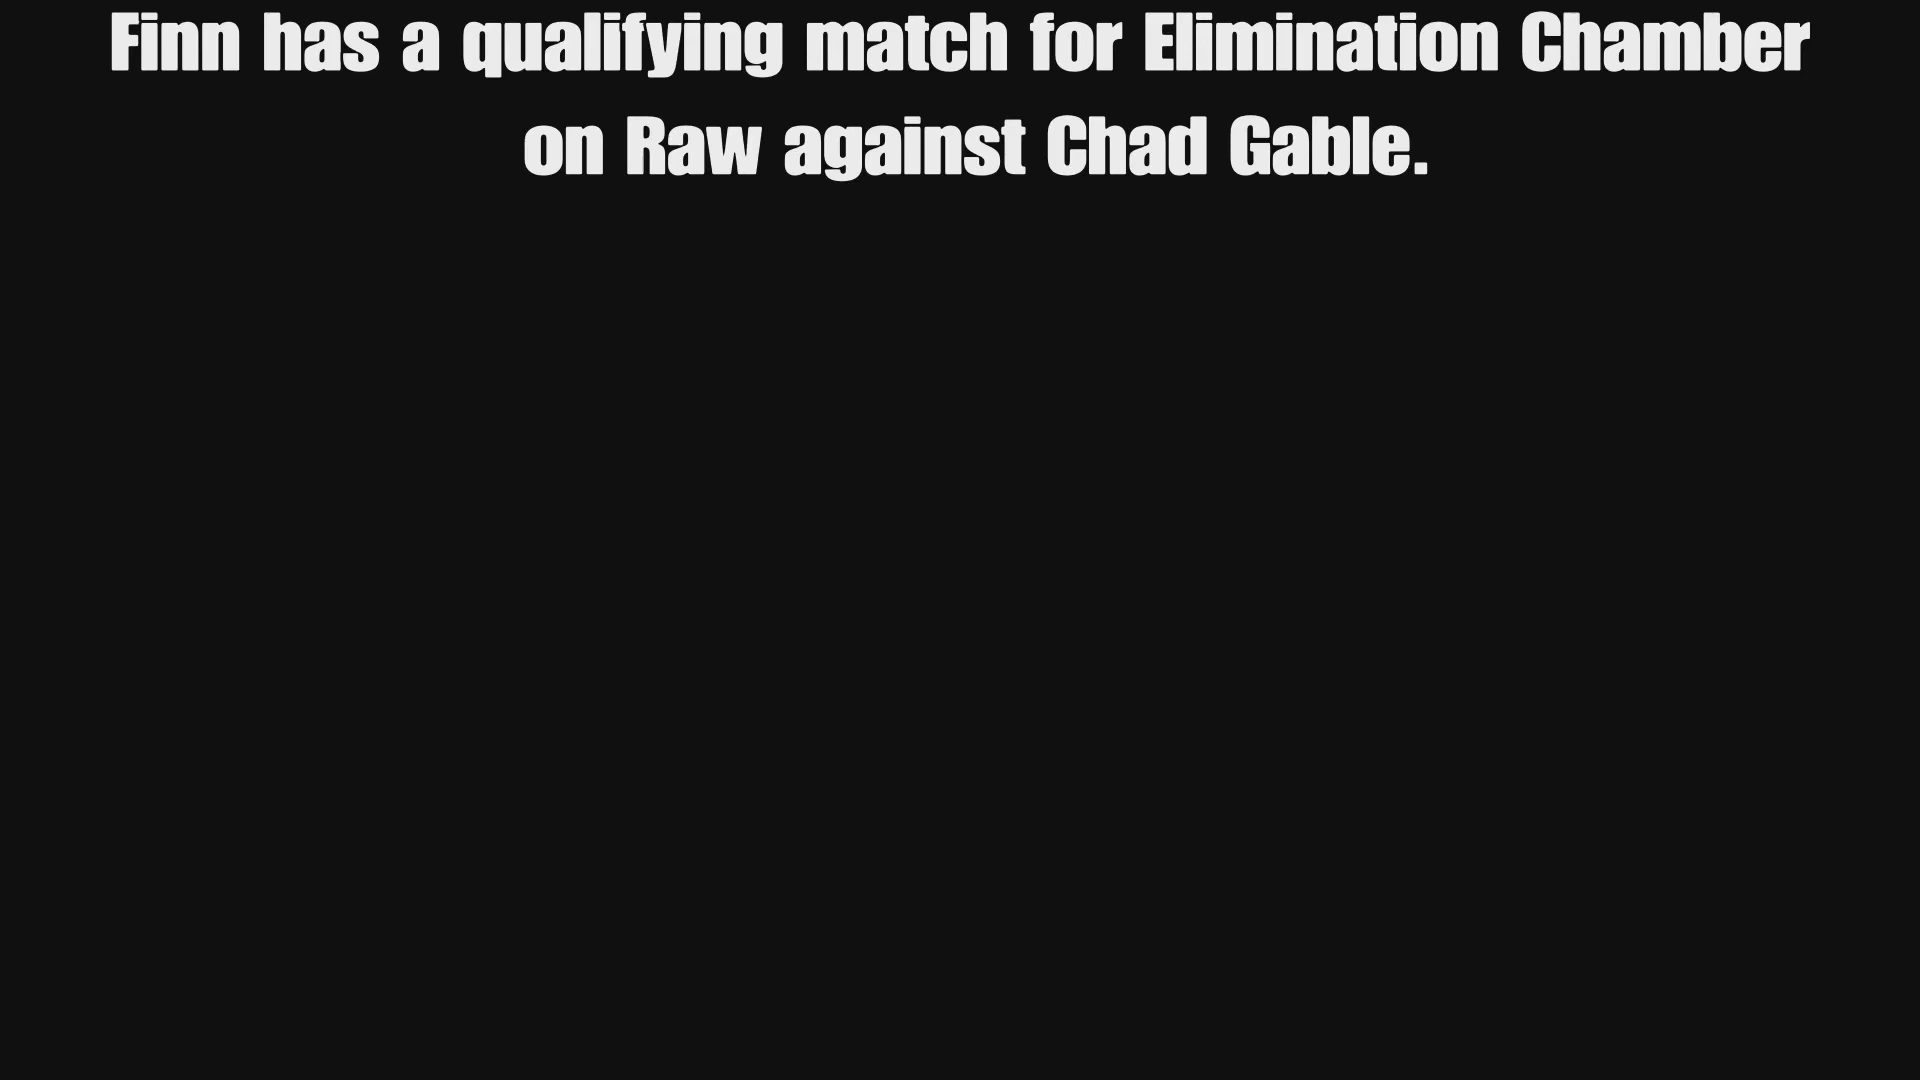 Finn has a qualifying match for Elimination Chamber
on Raw against Chad Gable.